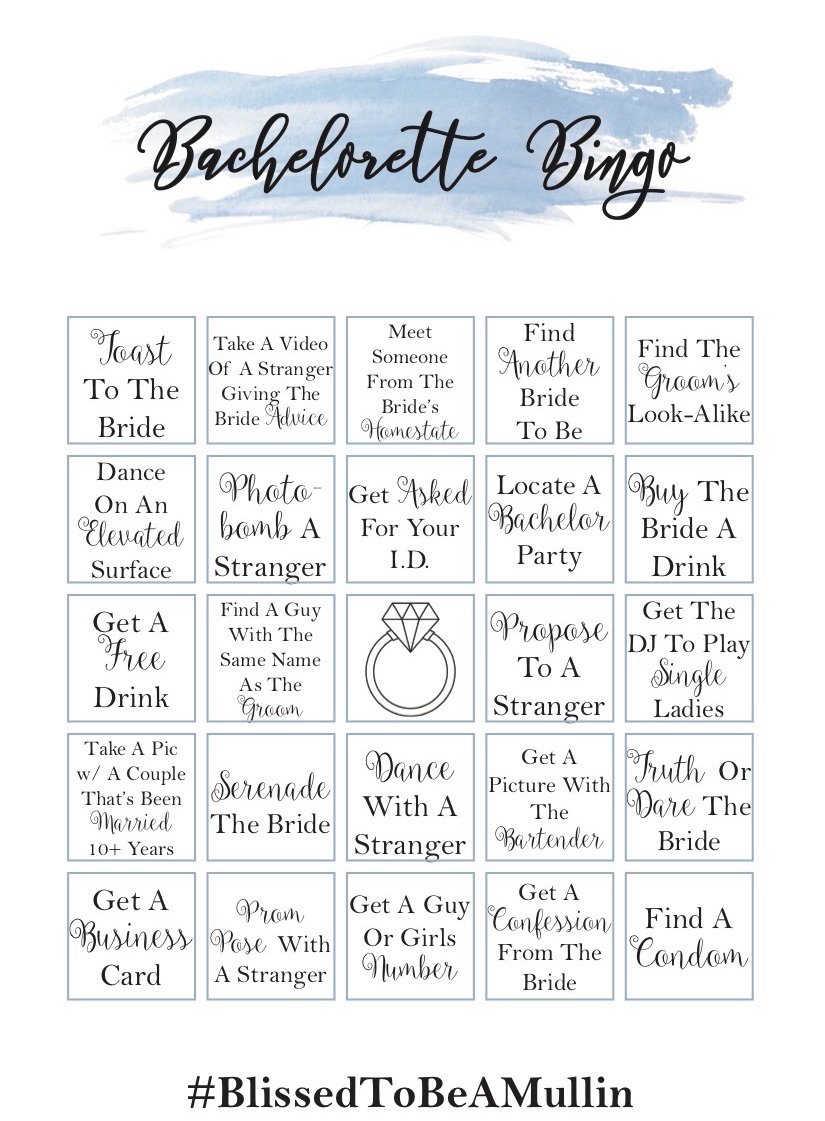 Bachelorette Bingo
Toast
To The
Bride
Take A Video
Of A Stranger
Giving The
Bride Advice
Meet
Someone
From The
Bride's
Homestate
Find
Another
Bride
To Be
Find The
Groom's
Look-Alike
Dance
On An
Elevated
Surface
Photo-
bomb A
Stranger
Get Asked
For Your
I.D.
Locate A
Bachelor
Party
Buy The
Bride A
Drink
Get A
Free
Drink
Find A Guy
With The
Same Name
As The
Groom
Propose
To A
Stranger
Get The
DJ To Play
Single
Ladies
Take A Pic
w/ A Couple
That's Been
Married
10+ Years
Serenade
The Bride
Dance
With A
Stranger
Get A
Picture With
The
Bartender
Truth Or
Dare The
Bride
Get A
Business
Card
Prom
Pose With
A Stranger
Get A Guy
Or Girls
Number
Get A
Confession
From The
Bride
Find A
Condom
#BlissedToBeAMullin